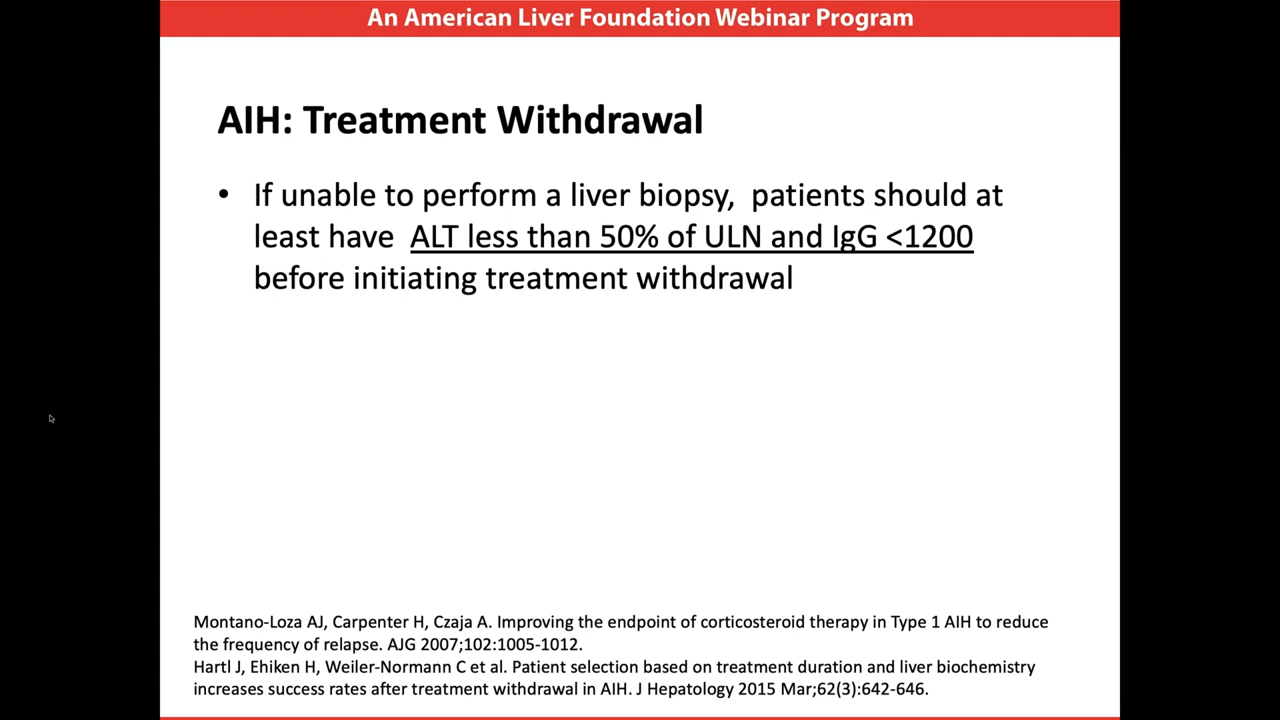 An American Liver Foundation Webinar Program
AIH: Treatment Withdrawal
• If unable to perform a liver biopsy, patients should at
least have ALT less than 50% of ULN and IgG <1200
before initiating treatment withdrawal
Montano-Loza AJ, Carpenter H, Czaja A. Improving the endpoint of corticosteroid therapy in Type 1 AIH to reduce
the frequency of relapse. AJG 2007;102:1005-1012.
Hartl J, Ehiken H, Weiler-Normann C et al. Patient selection based on treatment duration and liver biochemistry
increases success rates after treatment withdrawal in AIH. J Hepatology 2015 Mar;62(3):642-646.